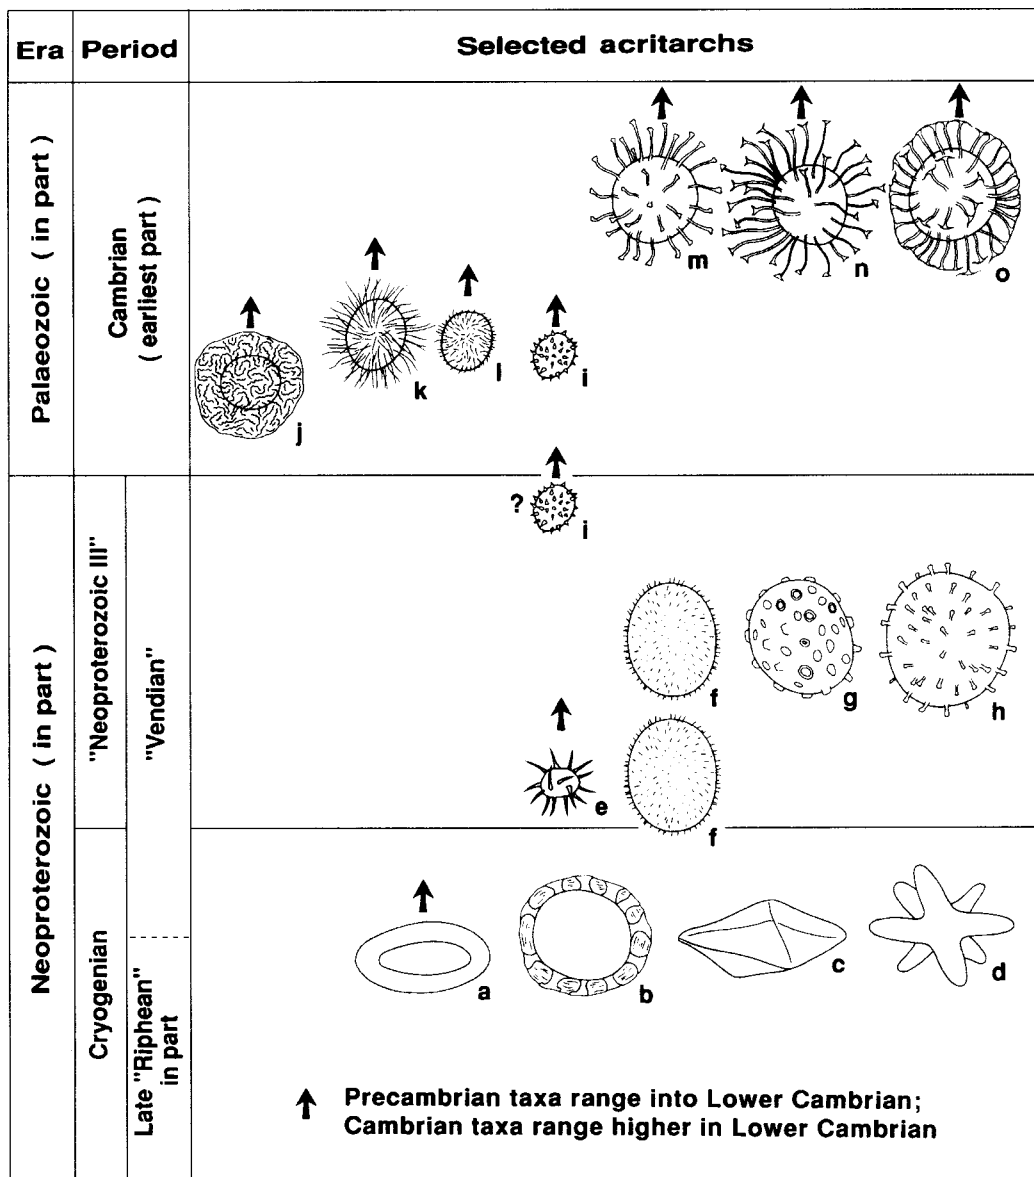 Era
Period
Selected acritarchs
Palaeozoic ( in part )
Cambrian
( earliest part )
m
n
o
j
k
l
i
Neoproterozoic ( in part )
"Neoproterozoic III"
"Vendian"
?
i
f
g
h
e
f
Cryogenian
Late "Riphean"
in part
a
b
c
d
Precambrian taxa range into Lower Cambrian;
Cambrian taxa range higher in Lower Cambrian